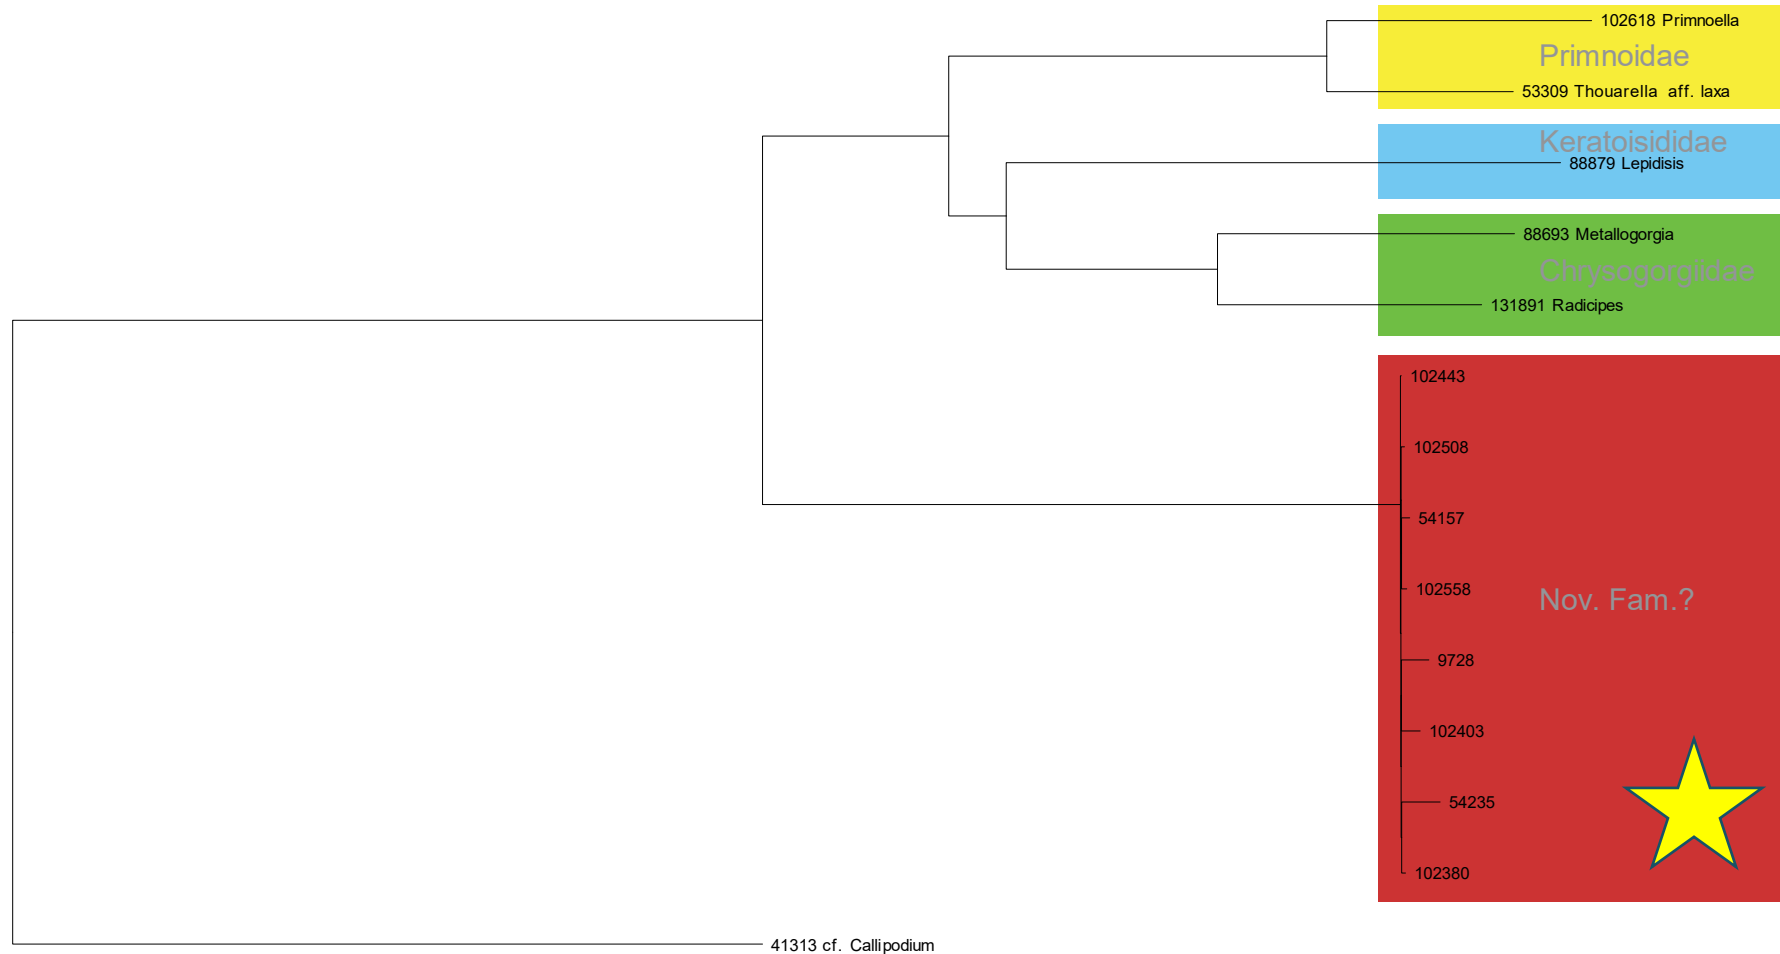 102618 Primnoella
Primnoidae
53309 Thouarella aff. laxa
Keratoisididae
88879 Lepidisis
88693 Metallogorgia
Chrysogorgiidae
131891 Radicipes
102443
102508
54157
102558
Nov. Fam.?
9728
102403
54235
102380
41313 cf. Callipodium